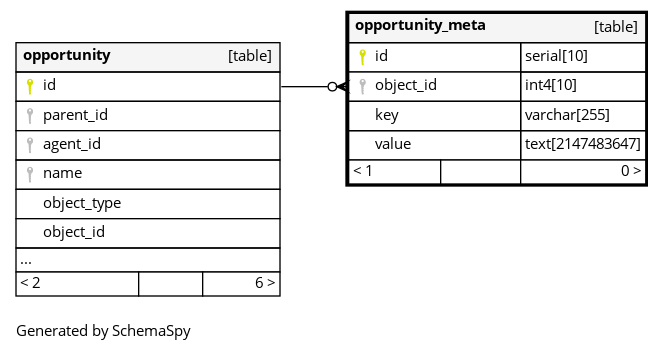 opportunity [table]
id
parent_id
agent_id
name
object_type
object_id
...
< 2 6 >
opportunity_meta [table]
id serial[10]
object_id int4[10]
key varchar[255]
value text[2147483647]
< 1 0 >
Generated by SchemaSpy